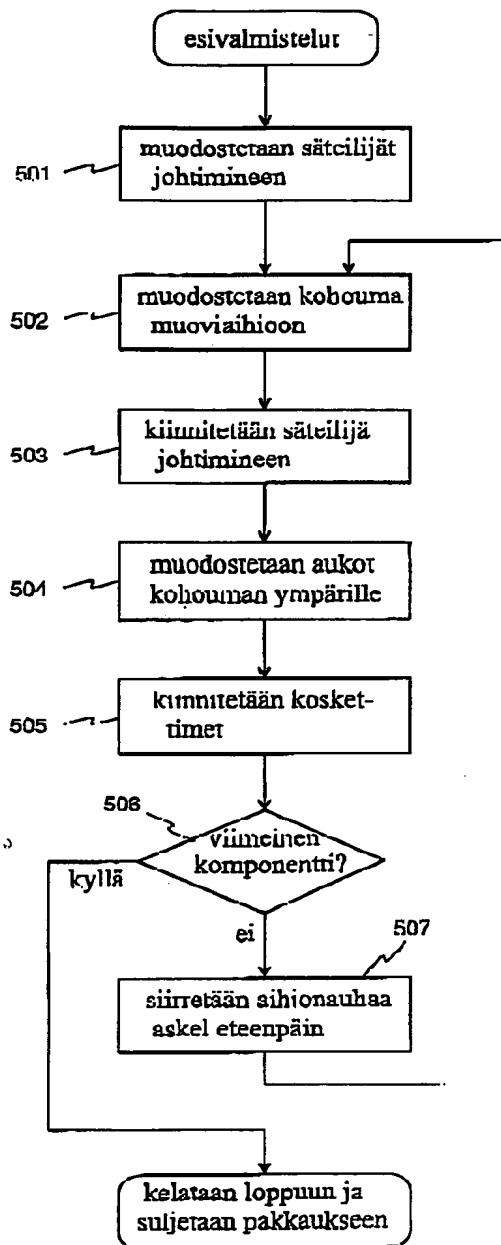 esivalmistelut
501
muodostetaan säteilijät
johtimineen
502
muodostetaan kohouma
muoviaihioon
503
kiinnitetään säteilijä
johtimineen
504
muodostetaan aukot
kohouman ympärille
505
kiinnitetään kosket-
timet
506
viimeinen
komponentti?
kyllä
ei
507
siirretään aihionauhaa
askel eteenpäin
kelataan loppuun ja
suljetaan pakkaukseen